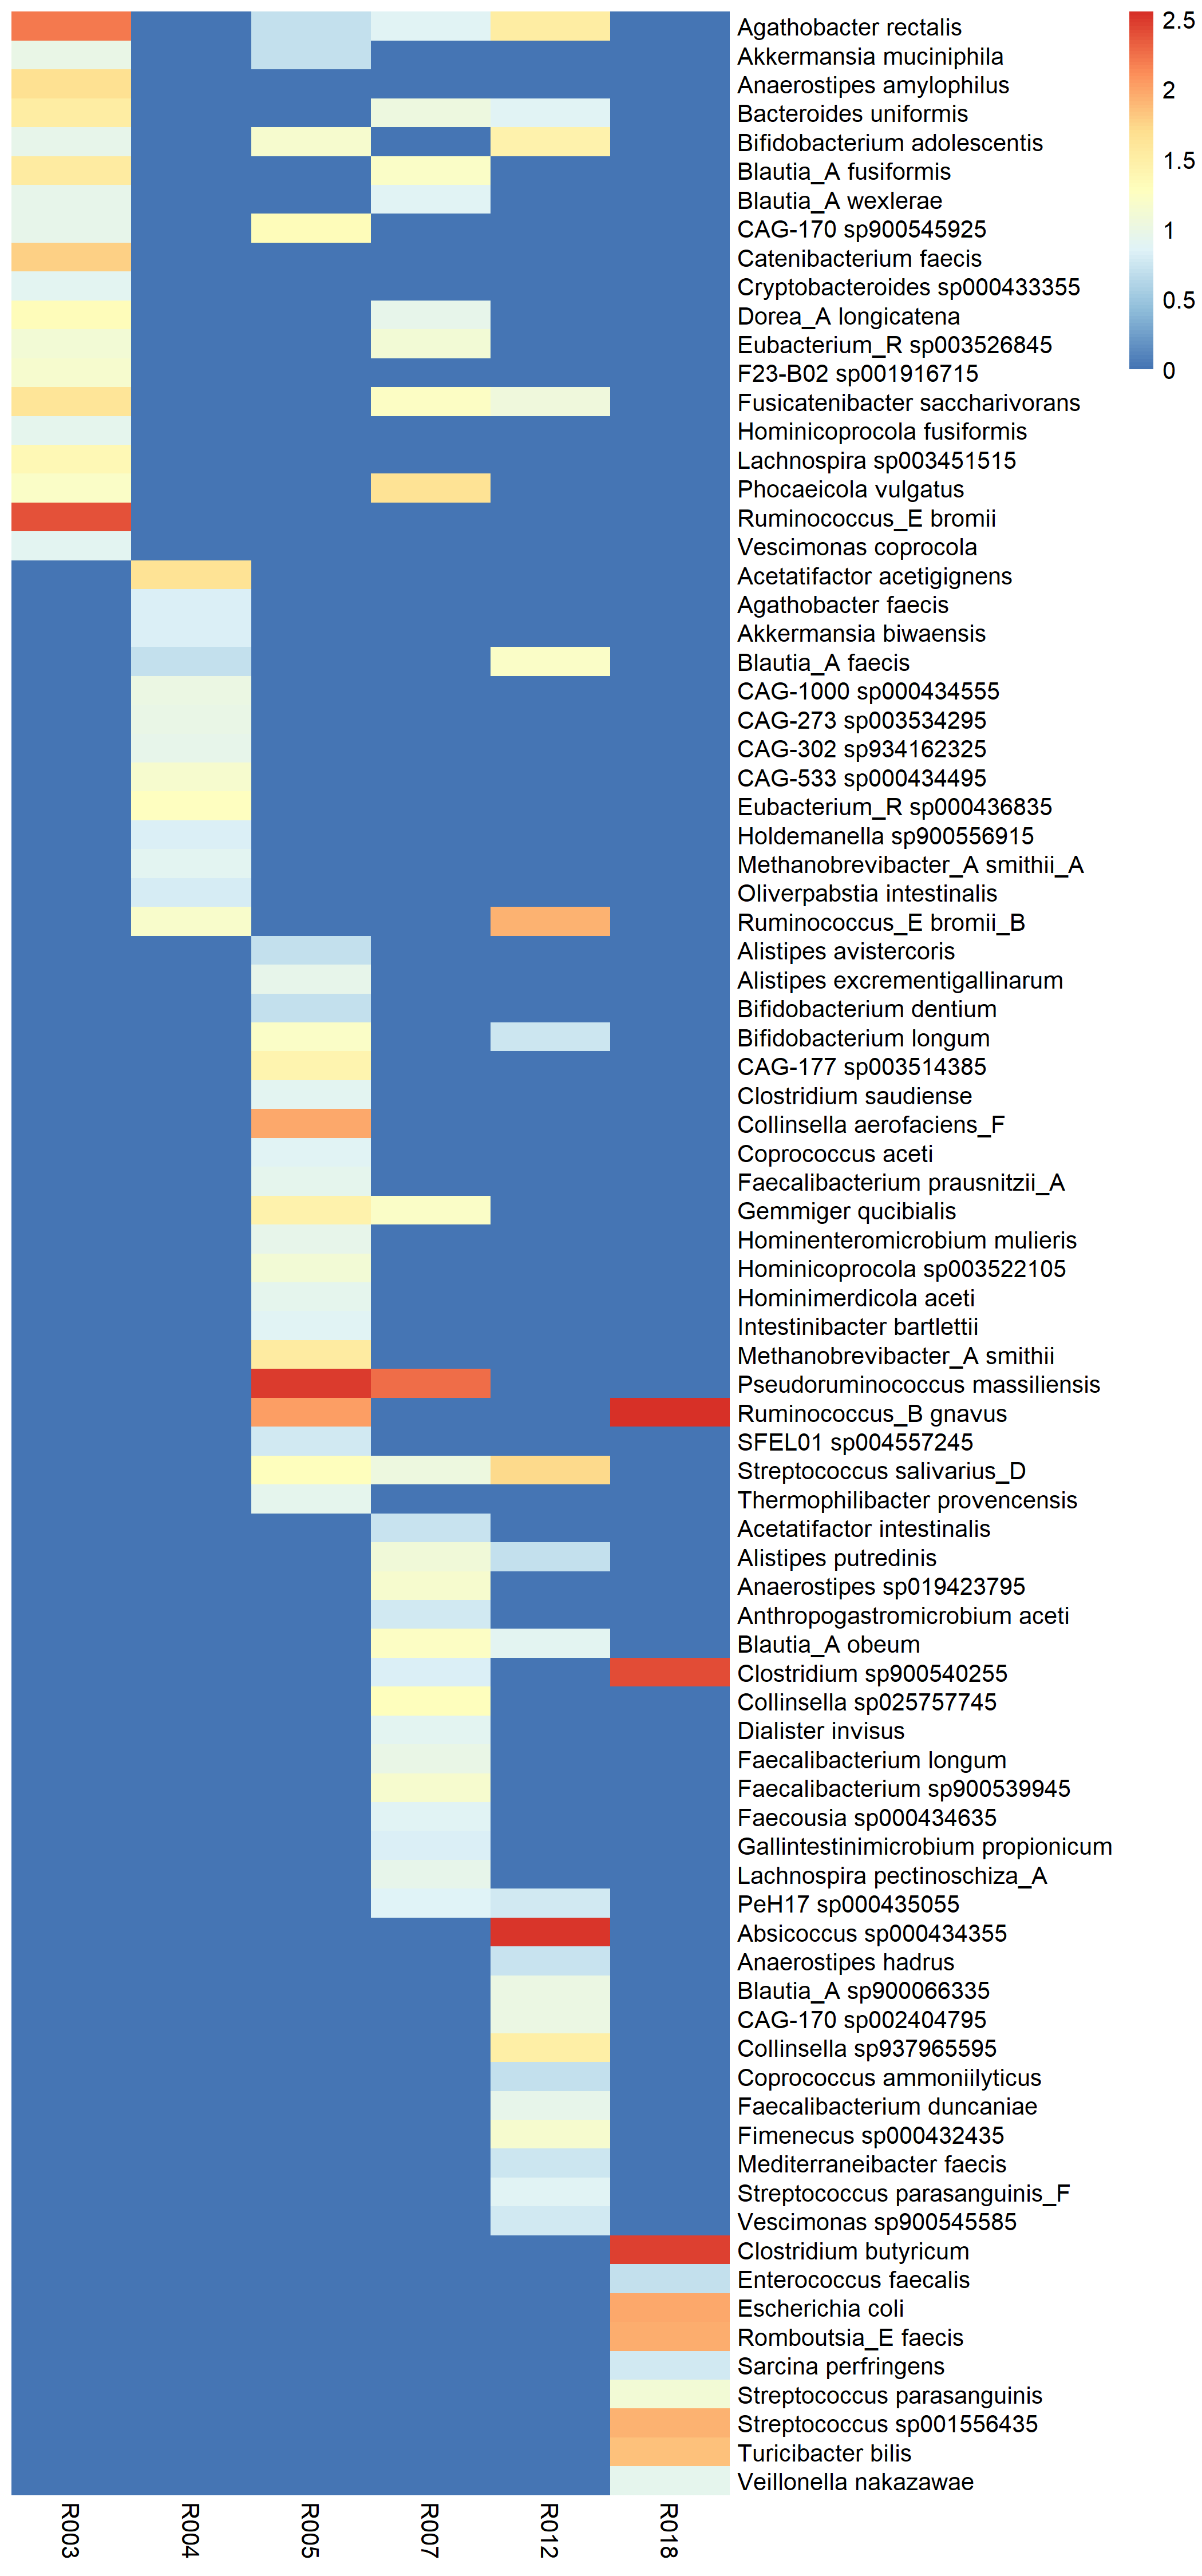 Agathobacter rectalis
Akkermansia muciniphila
Anaerostipes amylophilus
Bacteroides uniformis
Bifidobacterium adolescentis
Blautia_A fusiformis
Blautia_A wexlerae
CAG-170 sp900545925
Catenibacterium faecis
Cryptobacteroides sp000433355
Dorea_A longicatena
Eubacterium_R sp003526845
F23-B02 sp001916715
Fusicatenibacter saccharivorans
Hominicoprocola fusiformis
Lachnospira sp003451515
Phocaeicola vulgatus
Ruminococcus_E bromii
Vescimonas coprocola
Acetatifactor acetigignens
Agathobacter faecis
Akkermansia biwaensis
Blautia_A faecis
CAG-1000 sp000434555
CAG-273 sp003534295
CAG-302 sp934162325
CAG-533 sp000434495
Eubacterium_R sp000436835
Holdemanella sp900556915
Methanobrevibacter_A smithii_A
Oliverpabstia intestinalis
Ruminococcus_E bromii_B
Alistipes avistercoris
Alistipes excrementigallinarum
Bifidobacterium dentium
Bifidobacterium longum
CAG-177 sp003514385
Clostridium saudiense
Collinsella aerofaciens_F
Coprococcus aceti
Faecalibacterium prausnitzii_A
Gemmiger qucibialis
Hominenteromicrobium mulieris
Hominicoprocola sp003522105
Hominimerdicola aceti
Intestinibacter bartlettii
Methanobrevibacter_A smithii
Pseudoruminococcus massiliensis
Ruminococcus_B gnavus
SFEL01 sp004557245
Streptococcus salivarius_D
Thermophilibacter provencensis
Acetatifactor intestinalis
Alistipes putredinis
Anaerostipes sp019423795
Anthropogastromicrobium aceti
Blautia_A obeum
Clostridium sp900540255
Collinsella sp025757745
Dialister invisus
Faecalibacterium longum
Faecalibacterium sp900539945
Faecousia sp000434635
Gallintestinimicrobium propionicum
Lachnospira pectinoschiza_A
PeH17 sp000435055
Absicoccus sp000434355
Anaerostipes hadrus
Blautia_A sp900066335
CAG-170 sp002404795
Collinsella sp937965595
Coprococcus ammoniilyticus
Faecalibacterium duncaniae
Fimenecus sp000432435
Mediterraneibacter faecis
Streptococcus parasanguinis_F
Vescimonas sp900545585
Clostridium butyricum
Enterococcus faecalis
Escherichia coli
Romboutsia_E faecis
Sarcina perfringens
Streptococcus parasanguinis
Streptococcus sp001556435
Turicibacter bilis
Veillonella nakazawae
R003
R004
R005
R007
R012
R018
2.5
2
1.5
1
0.5
0